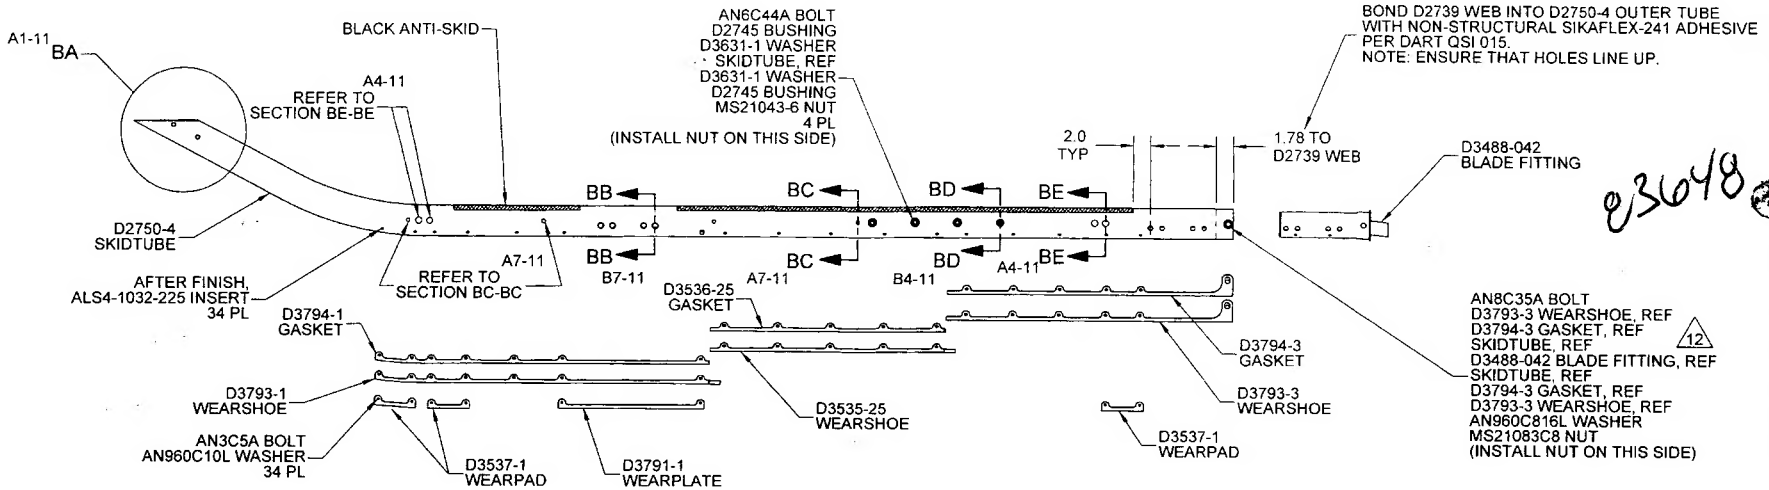 A1-11
BA
BLACK ANTI-SKID
A4-11
REFER TO
SECTION BE-BE
AN6C44A BOLT
D2745 BUSHING
D3631-1 WASHER
SKIDTUBE, REF
D3631-1 WASHER
D2745 BUSHING
MS21043-6 NUT
4 PL
(INSTALL NUT ON THIS SIDE)
BOND D2739 WEB INTO D2750-4 OUTER TUBE
WITH NON-STRUCTURAL SIKAFLEX-241 ADHESIVE
PER DART QSI 015.
NOTE: ENSURE THAT HOLES LINE UP.
2.0
TYP
1.78 TO
D2739 WEB
D3488-042
BLADE FITTING
BB
BC
BD
BE
D2750-4
SKIDTUBE
AFTER FINISH,
ALS4-1032-225 INSERT
34 PL
A7-11
REFER TO
SECTION BC-BC
BB
B7-11
BC
A7-11
BD
B4-11
BE
A4-11
D3794-1
GASKET
D3536-25
GASKET
D3794-3
GASKET
D3793-1
WEARSHOE
D3535-25
WEARSHOE
D3793-3
WEARSHOE
AN3C5A BOLT
AN960C10L WASHER
34 PL
D3537-1
WEARPAD
D3791-1
WEARPLATE
D3537-1
WEARPAD
AN8C35A BOLT
D3793-3 WEARSHOE, REF
D3794-3 GASKET, REF
SKIDTUBE, REF
12
D3488-042 BLADE FITTING, REF
SKIDTUBE, REF
D3794-3 GASKET, REF
D3793-3 WEARSHOE, REF
AN960C816L WASHER
MS21083C8 NUT
(INSTALL NUT ON THIS SIDE)